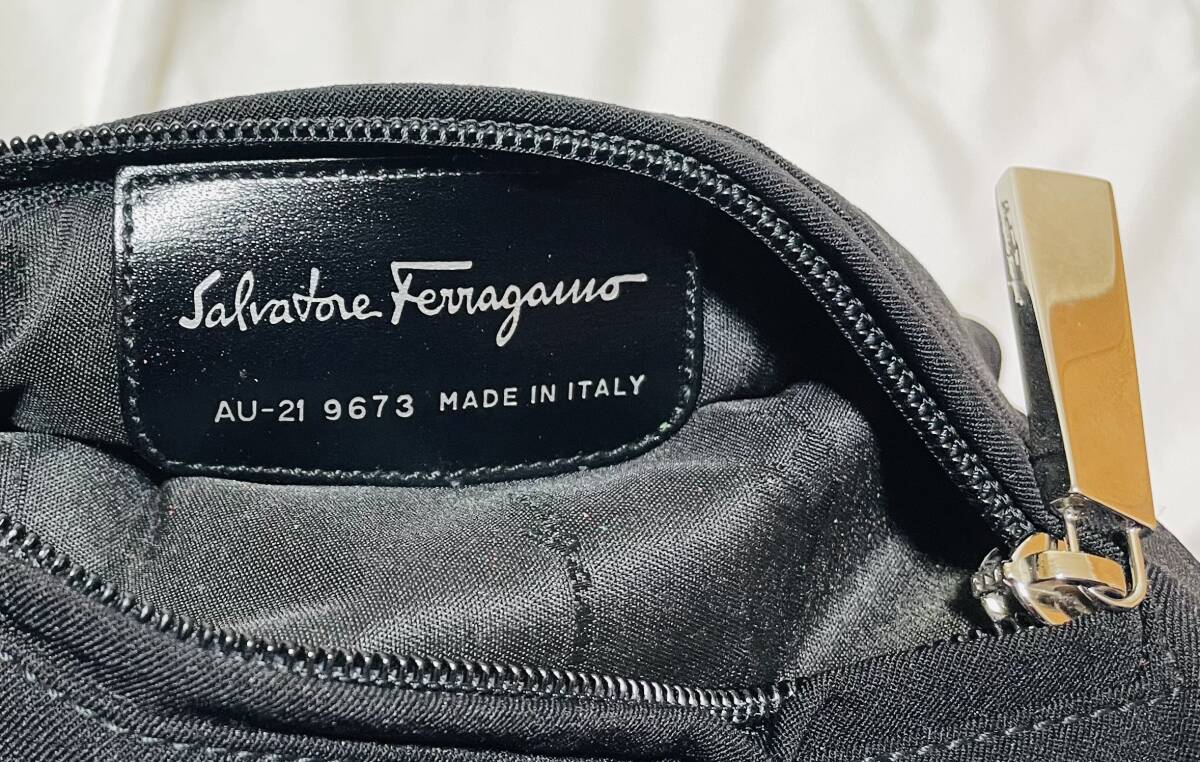 Salvatore Ferragamo
AU-21 9673 MADE IN ITALY